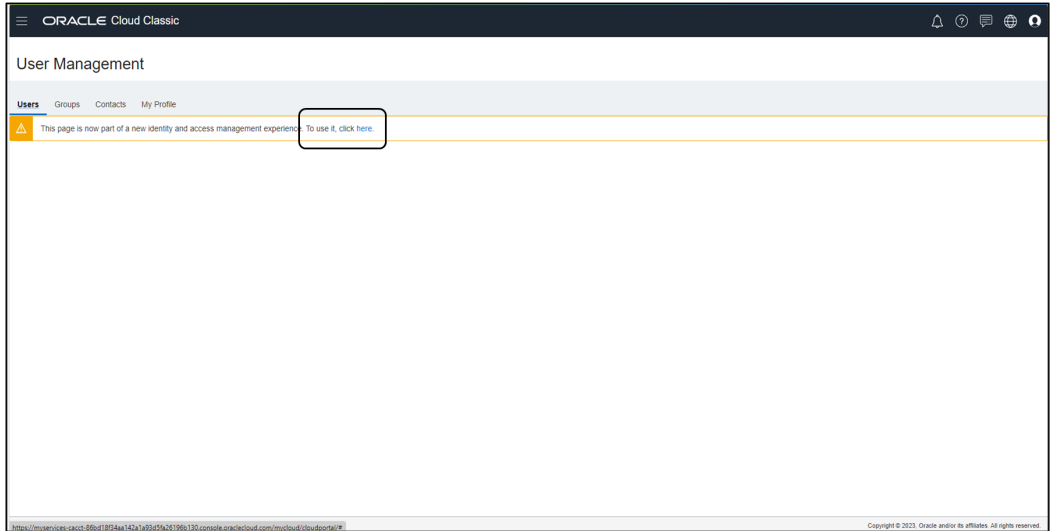 ORACLE Cloud Classic
User Management
Users Groups Contacts My Profile
This page is now part of a new identity and access management experience. To use it, click here.
Copyright © 2023, Oracle and/or its affiliates. All rights reserved.